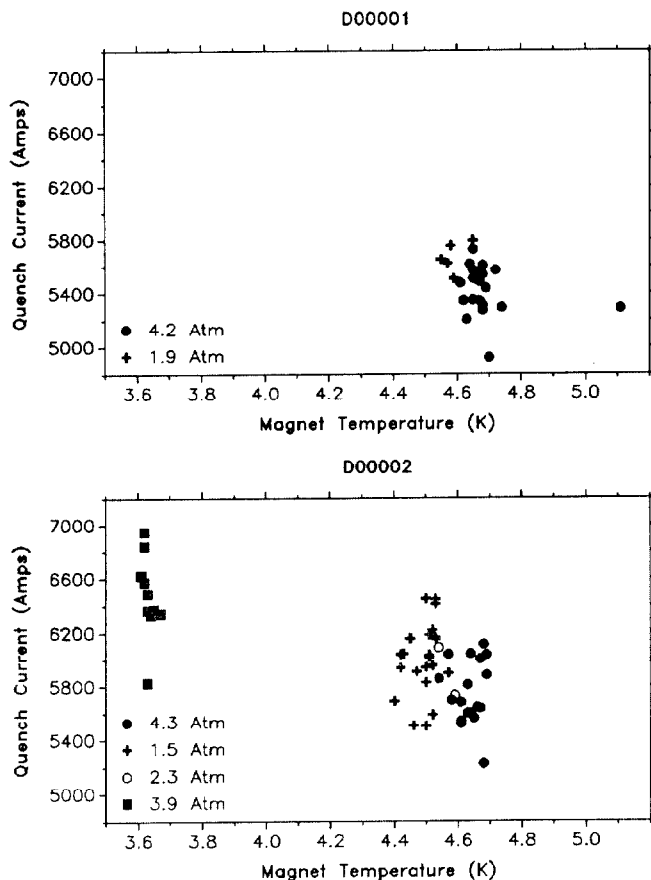 D00001
Quench Current (Amps)
7000
6600
6200
5800
5400
5000
● 4.2 Atm
+ 1.9 Atm
3.6 3.8 4.0 4.2 4.4 4.6 4.8 5.0
Magnet Temperature (K)
D00002
Quench Current (Amps)
7000
6600
6200
5800
5400
5000
● 4.3 Atm
+ 1.5 Atm
○ 2.3 Atm
■ 3.9 Atm
3.6 3.8 4.0 4.2 4.4 4.6 4.8 5.0
Magnet Temperature (K)